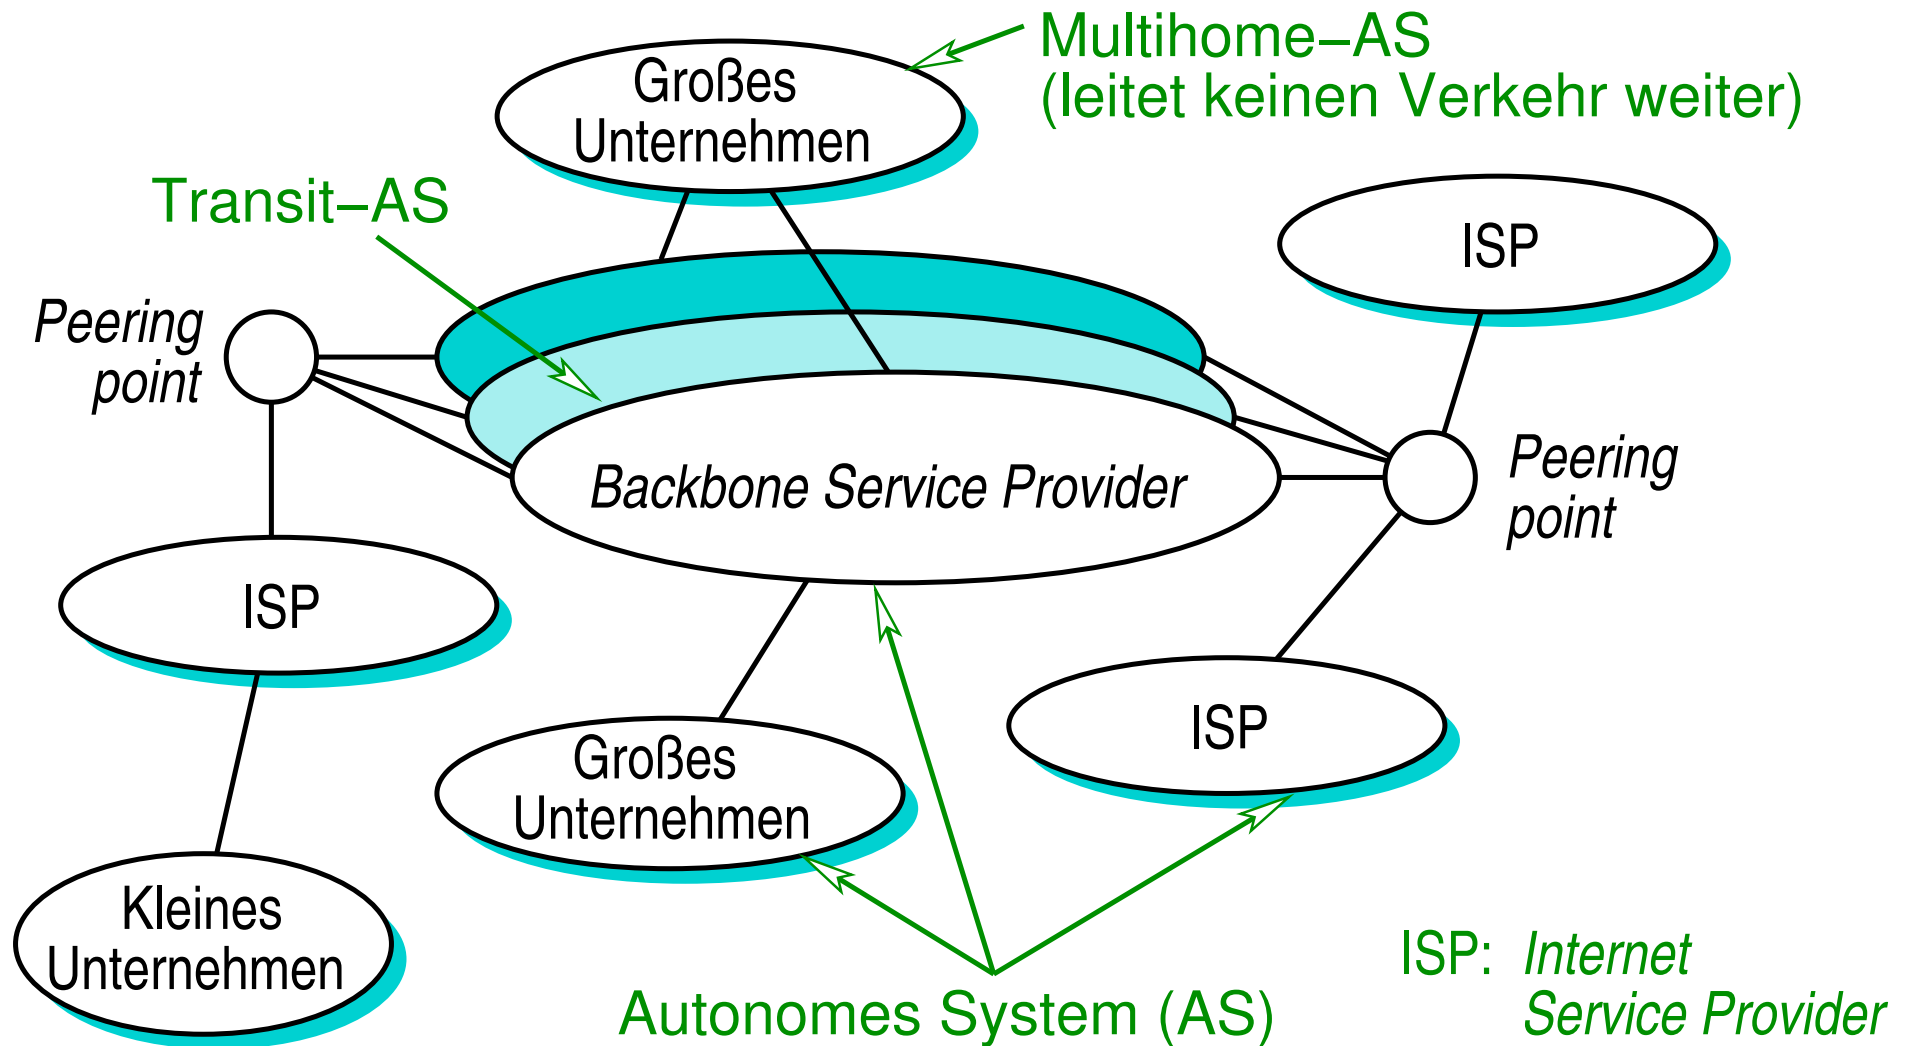 Multihome–AS
(leitet keinen Verkehr weiter)
Großes
Unternehmen
Transit–AS
ISP
Peering
point
Backbone Service Provider
Peering
point
ISP
ISP
Großes
Unternehmen
Kleines
Unternehmen
Autonomes System (AS)
ISP: Internet
Service Provider